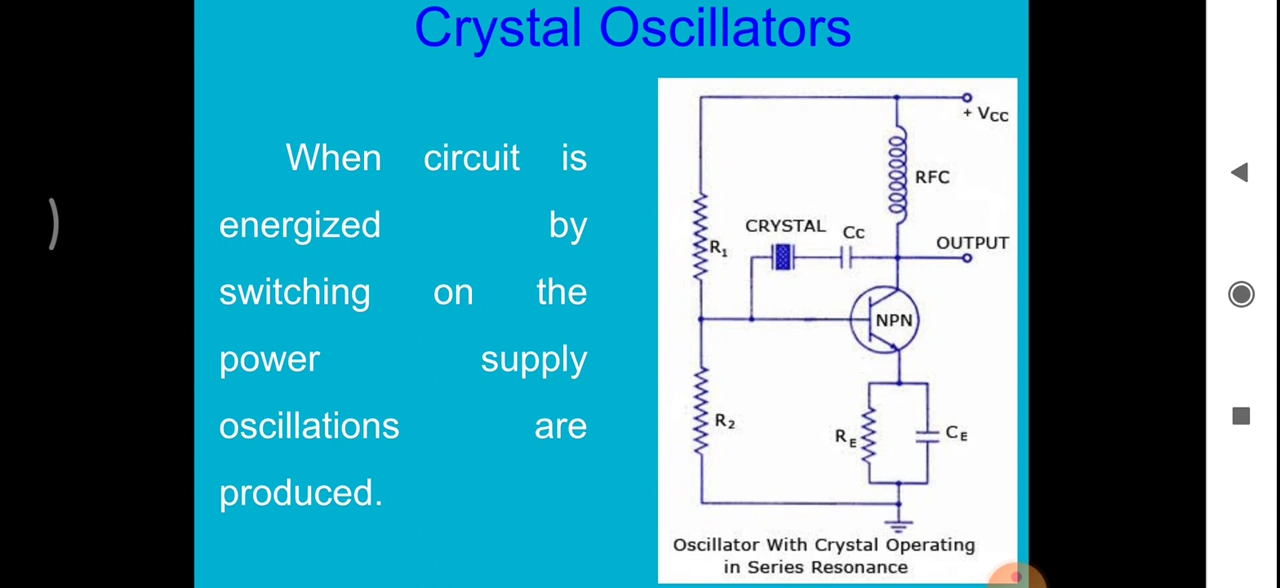 Crystal Oscillators
When circuit is
energized by
switching on the
power supply
oscillations are
produced.
+ Vcc
RFC
CRYSTAL Cc
R1
OUTPUT
NPN
R2
RE
CE
Oscillator With Crystal Operating
in Series Resonance